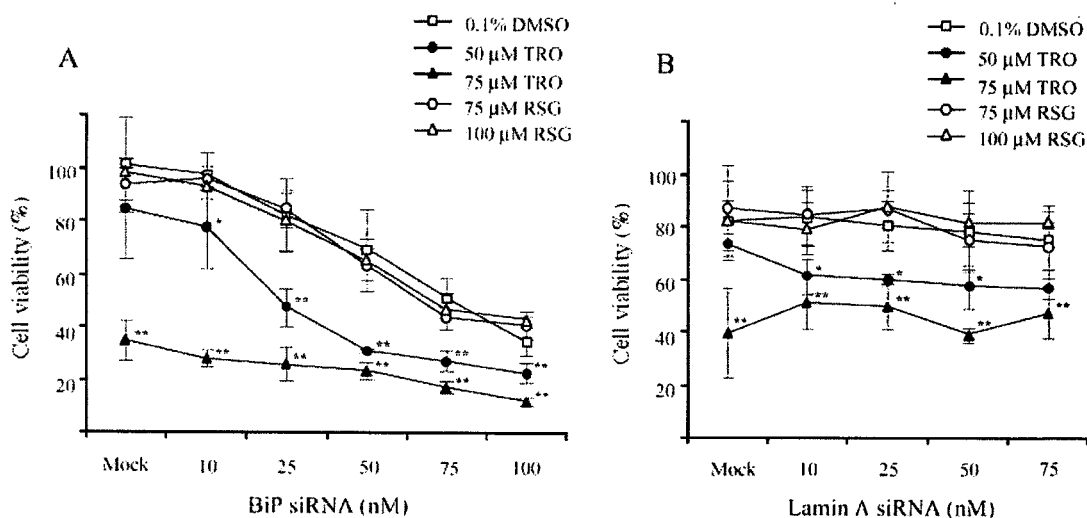 A
0.1% DMSO
50 µM TRO
75 µM TRO
75 µM RSG
100 µM RSG
Cell viability (%)
100
80
60
40
20
*
**
**
**
**
**
**
**
**
**
**
Mock 10 25 50 75 100
BiP siRNA (nM)
B
0.1% DMSO
50 µM TRO
75 µM TRO
75 µM RSG
100 µM RSG
Cell viability (%)
100
80
60
40
20
*
*
*
**
**
**
**
**
Mock 10 25 50 75
Lamin A siRNA (nM)